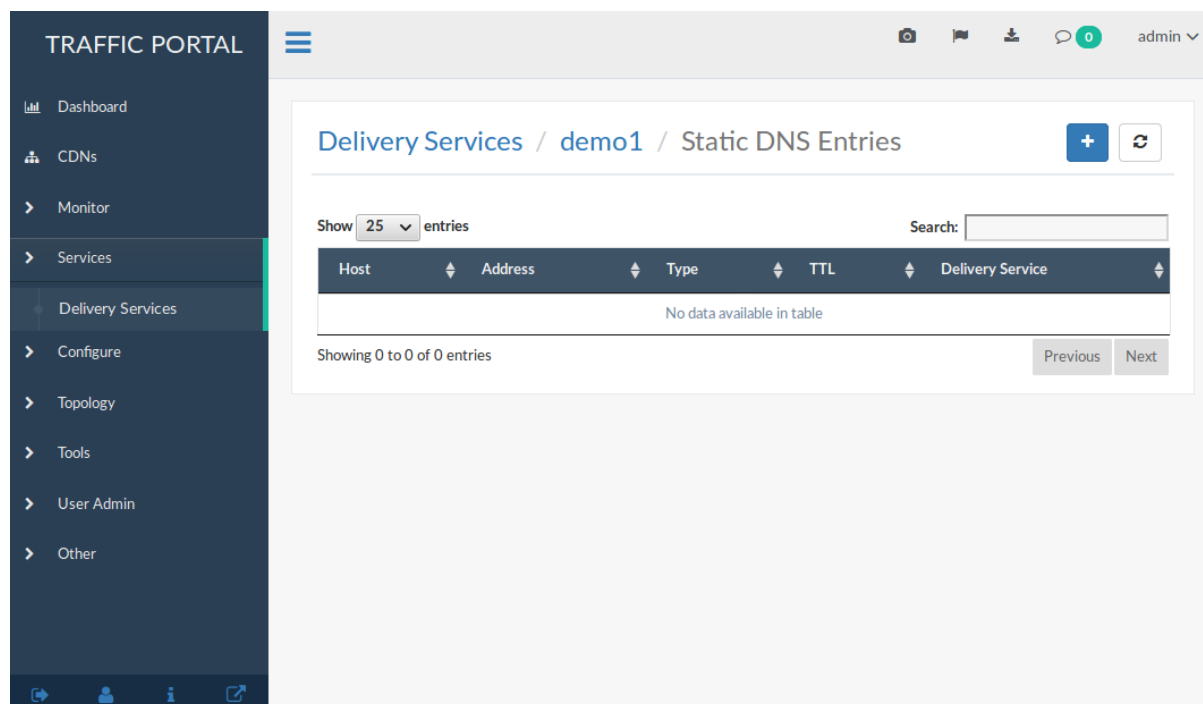 TRAFFIC PORTAL
0 admin
Dashboard
CDNs
Monitor
Services
Delivery Services
Configure
Topology
Tools
User Admin
Other
Delivery Services / demo1 / Static DNS Entries
Show 25 entries Search:
Host Address Type TTL Delivery Service
No data available in table
Showing 0 to 0 of 0 entries Previous Next